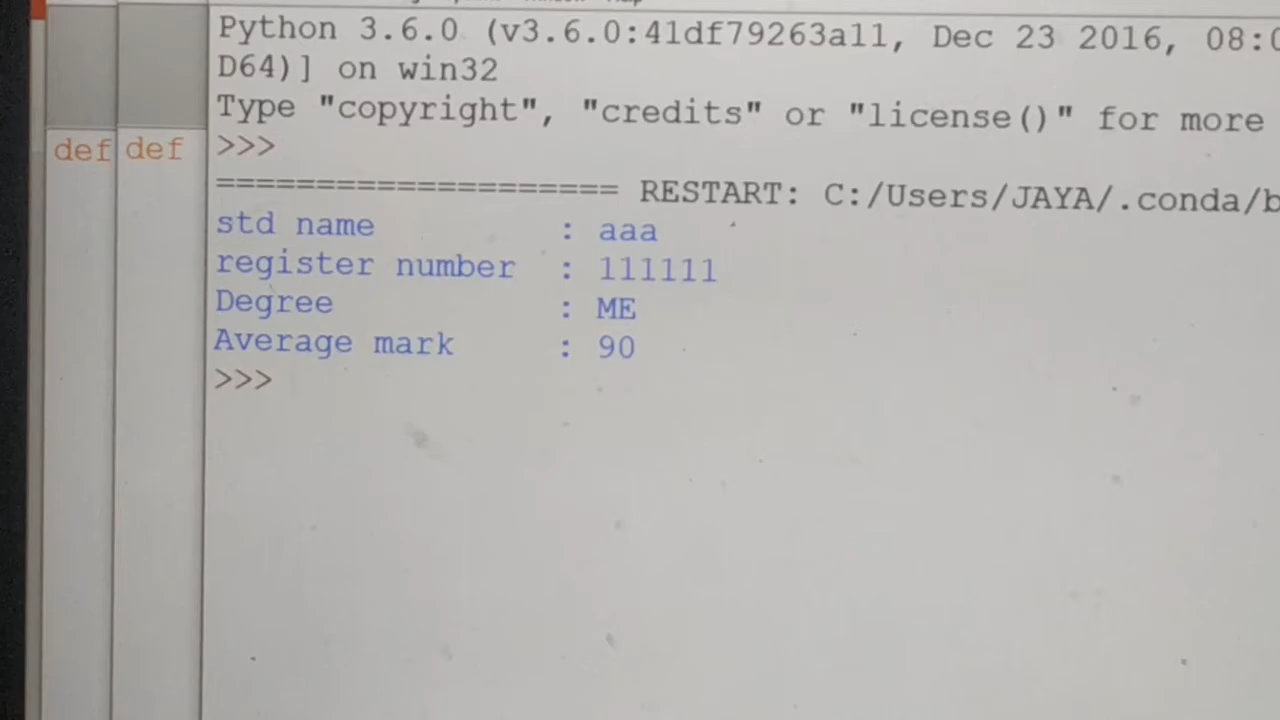 Python 3.6.0 (v3.6.0:41df79263a11, Dec 23 2016, 08:0
D64)] on win32
Type "copyright", "credits" or "license()" for more
def def >>>
==================== RESTART: C:/Users/JAYA/.conda/b
std name : aaa
register number : 111111
Degree : ME
Average mark : 90
>>>